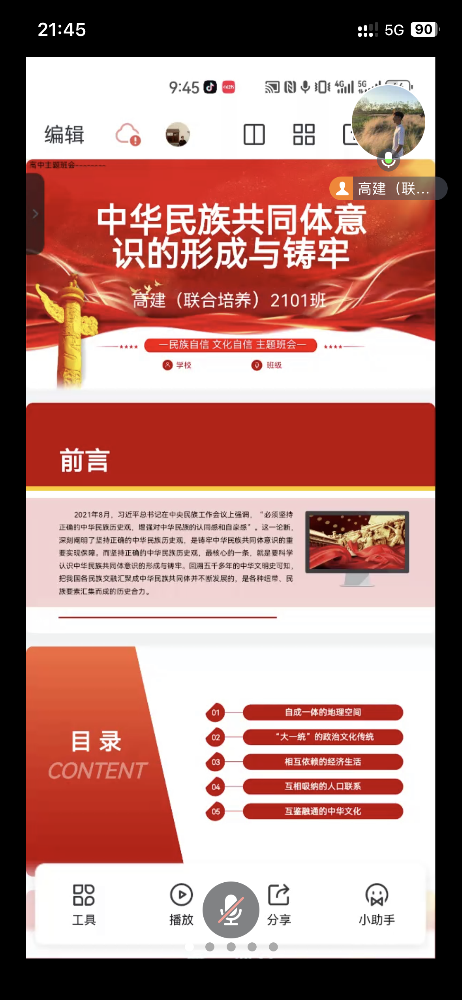 21:45
5G 90
9:45
4G 5G
编辑
高建（联...
高中主题班会--------
中华民族共同体意
识的形成与铸牢
高建（联合培养）2101班
—民族自信 文化自信 主题班会—
学校 班级
前言
2021年8月，习近平总书记在中央民族工作会议上强调，“必须坚持
正确的中华民族历史观，增强对中华民族的认同感和自豪感”。这一论断，
深刻阐明了坚持正确的中华民族历史观，是铸牢中华民族共同体意识的重
要实现保障。而坚持正确的中华民族历史观，最核心的一条，就是要科学
认识中华民族共同体意识的形成与铸牢。回溯五千多年的中华文明史可知，
把我国各民族交融汇聚成中华民族共同体并不断发展的，是各种纽带、民
族要素汇集而成的历史合力。
目录
CONTENT
01 自成一体的地理空间
02 “大一统”的政治文化传统
03 相互依赖的经济生活
04 互相吸纳的人口联系
05 互鉴融通的中华文化
工具 播放 分享 小助手